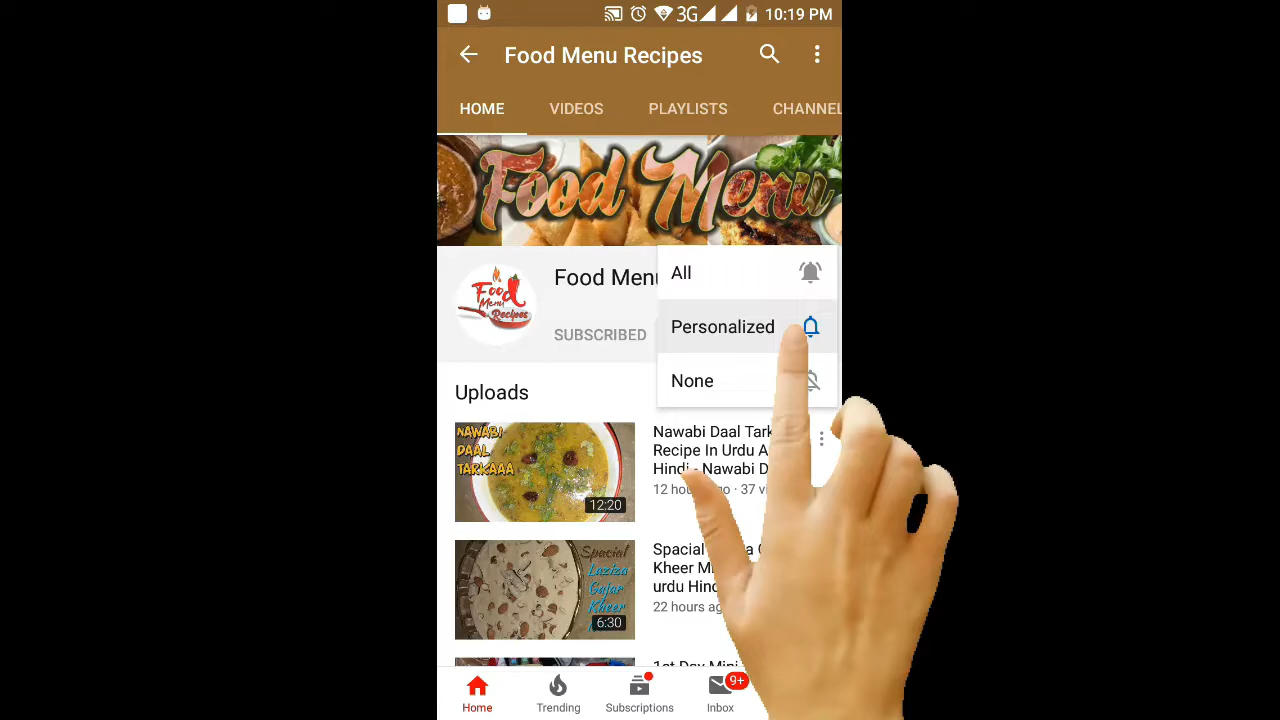 3G 10:19 PM
Food Menu Recipes
HOME VIDEOS PLAYLISTS CHANNEL
Food Menu
All
Food Menu
Food Menu Recipes
Personalized
SUBSCRIBED
None
Uploads
NAWABI
DAAL
TARKAAA
12:20
Nawabi Daal Tark
Recipe In Urdu A
Hindi - Nawabi D
12 ho go · 37 vi
Spacial
Laziza
Gajar
Kheer
6:30
Spacial
Kheer M
urdu Hin
22 hours ag
1st Day Mini
9+
Home Trending Subscriptions Inbox